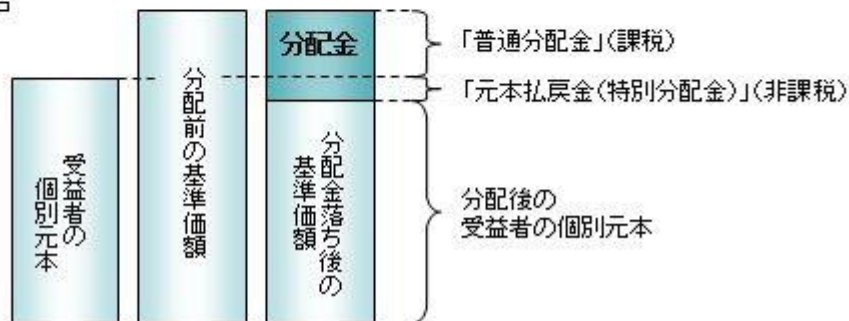 分配金
「普通分配金」(課税)
「元本払戻金(特別分配金)」(非課税)
受益者の
個別元本
分配前の基準価額
分配金落ち後の
基準価額
分配後の
受益者の個別元本